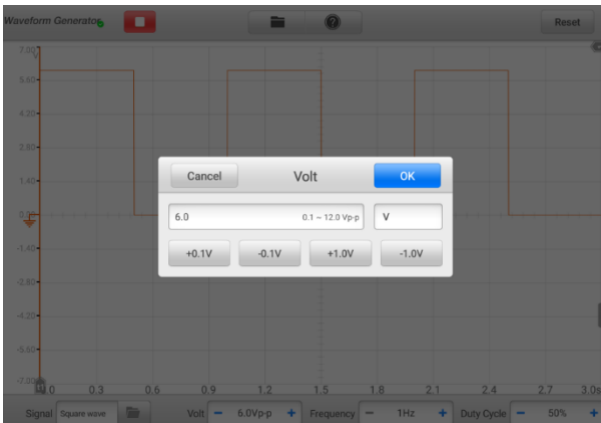 Waveform Generator
Reset
7.00
V
5.60
4.20
2.80
1.40
0.00
-1.40
-2.80
-4.20
-5.60
-7.00
Cancel Volt OK
6.0 0.1 ~ 12.0 Vp-p V
+0.1V -0.1V +1.0V -1.0V
0.0 0.3 0.6 0.9 1.2 1.5 1.8 2.1 2.4 2.7 3.0s
Signal Square wave Volt − 6.0Vp-p + Frequency − 1Hz + Duty Cycle − 50% +